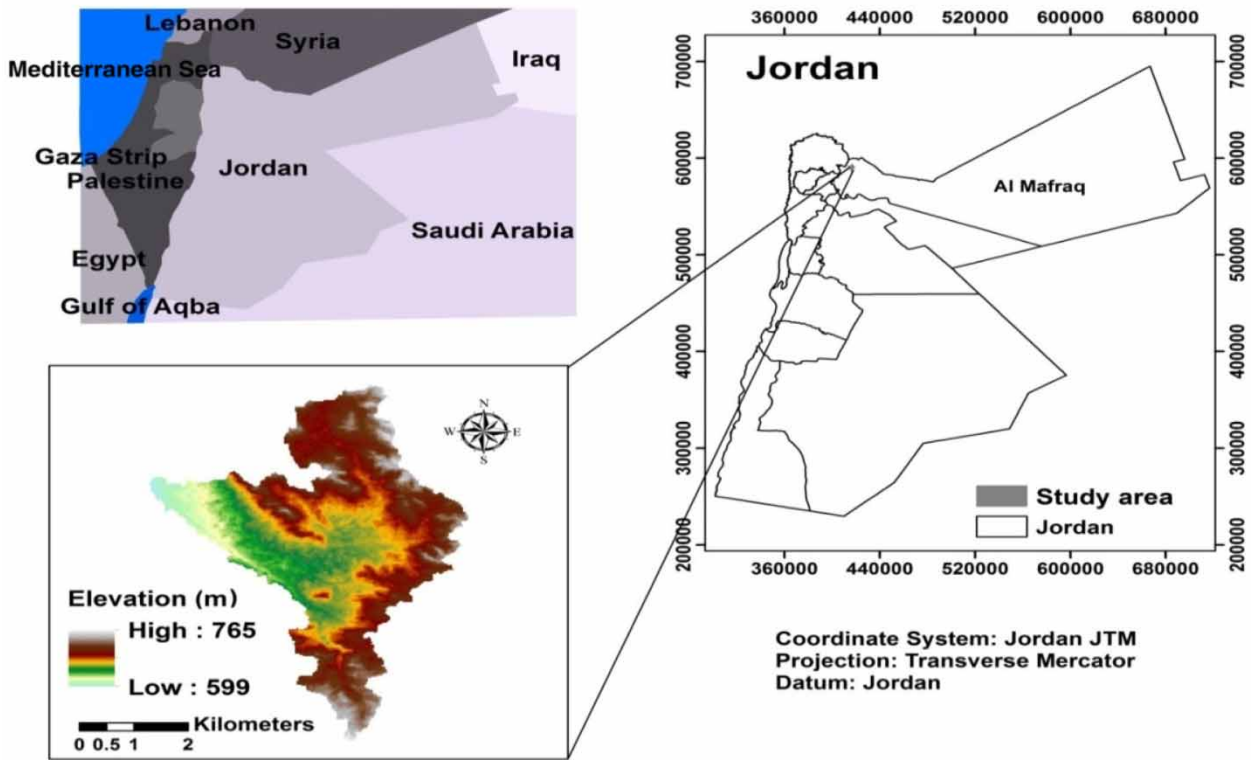 Lebanon
Syria
Iraq
Mediterranean Sea
Gaza Strip
Palestine
Jordan
Saudi Arabia
Egypt
Gulf of Aqba
360000 440000 520000 600000 680000
Jordan
700000 700000
600000 600000
Al Mafraq
500000 500000
400000 400000
300000 300000
200000 200000
Study area
Jordan
360000 440000 520000 600000 680000
N
W E
S
Elevation (m)
High : 765
Low : 599
Kilometers
0 0.5 1 2
Coordinate System: Jordan JTM
Projection: Transverse Mercator
Datum: Jordan